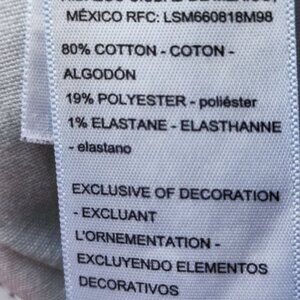 MÉXICO RFC: LSM660818M98
80% COTTON - COTON -
ALGODÓN
19% POLYESTER - poliéster
1% ELASTANE - ELASTHANNE
- elastano
EXCLUSIVE OF DECORATION
- EXCLUANT
L'ORNEMENTATION -
EXCLUYENDO ELEMENTOS
DECORATIVOS